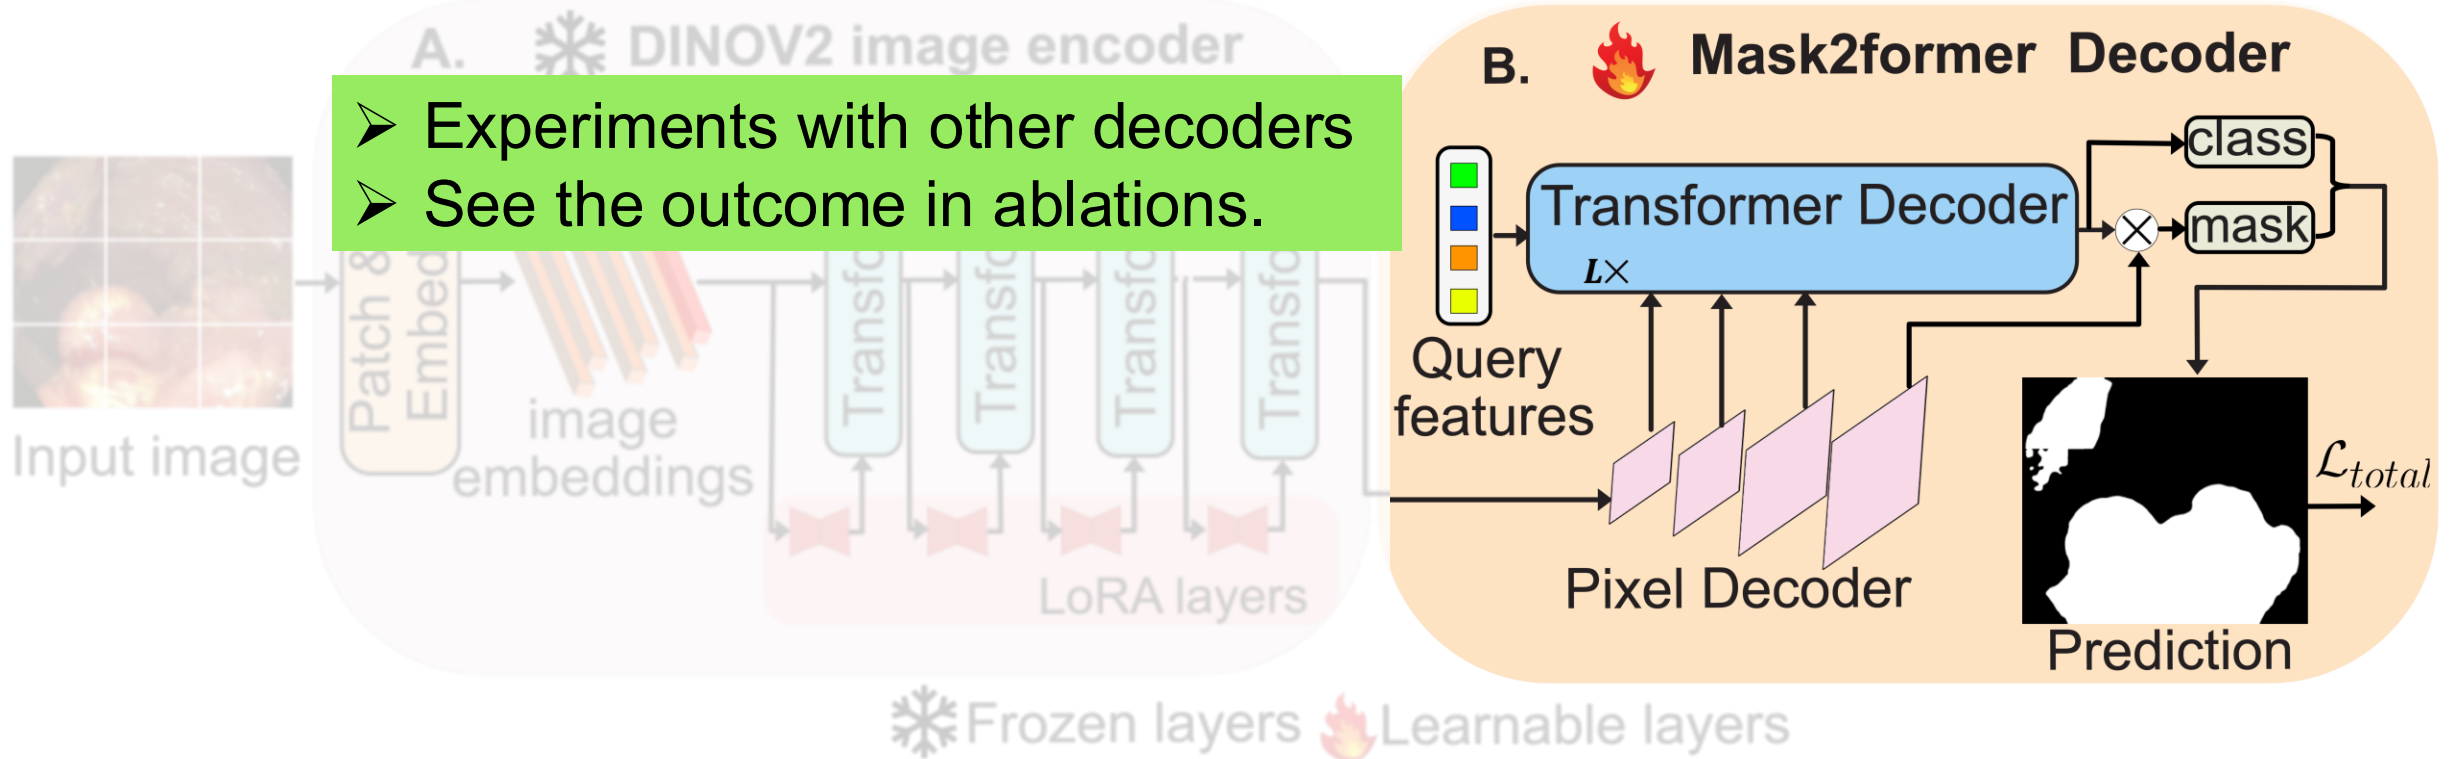 A. DINOV2 image encoder
➢ Experiments with other decoders
➢ See the outcome in ablations.
Input image
Patch &
Embed
image
embeddings
Transfo
Transfo
Transfo
Transfo
LoRA layers
B. Mask2former Decoder
Query
features
Transformer Decoder
L×
class
mask
Pixel Decoder
Prediction
ℒtotal
Frozen layers
Learnable layers